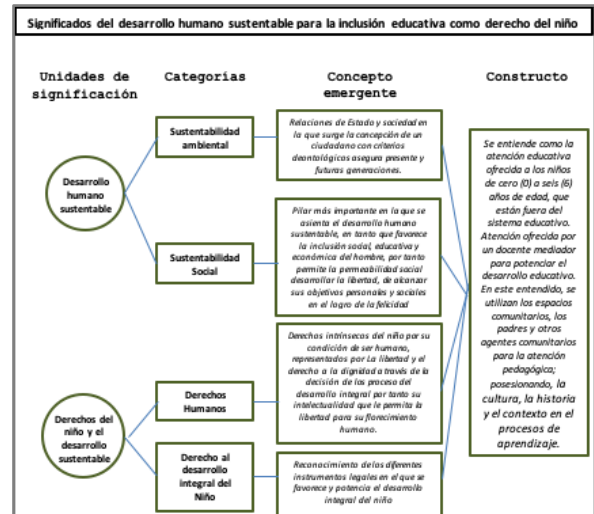 Significados del desarrollo humano sustentable para la inclusión educativa como derecho del niño
Unidades de
significación
Categorías
Concepto
emergente
Constructo
Desarrollo
humano
sustentable
Sustentabilidad
ambiental
Relaciones de Estado y sociedad en
la que surge la concepción de un
ciudadano con criterios
deontológicos asegura presente y
futuras generaciones.
Sustentabilidad
Social
Pilar más importante en la que se
asienta el desarrollo humano
sustentable, en tanto que favorece
la inclusión social, educativa y
económica del hombre, por tanto
permite la permeabilidad social
desarrollar la libertad, de alcanzar
sus objetivos personales y sociales
en el logro de la felicidad
Derechos del
niño y el
desarrollo
sustentable
Derechos
Humanos
Derechos intrínsecos del niño por su
condición de ser humano,
representados por La libertad y el
derecho a la dignidad a través de la
decisión de los proceso del
desarrollo integral por tanto su
intelectualidad que le permita la
libertad para su florecimiento
humano.
Derecho al
desarrollo
integral del
Niño
Reconocimiento de los diferentes
instrumentos legales en el que se
favorece y potencia el desarrollo
integral del niño
Se entiende como la
atención educativa
ofrecida a los niños
de cero (0) a seis (6)
años de edad, que
están fuera del
sistema educativo.
Atención ofrecida por
un docente mediador
para potenciar el
desarrollo educativo.
En este entendido, se
utilizan los espacios
comunitarios, los
padres y otros
agentes comunitarios
para la atención
pedagógica;
posesionando, la
cultura, la historia
y el contexto en el
procesos de
aprendizaje.